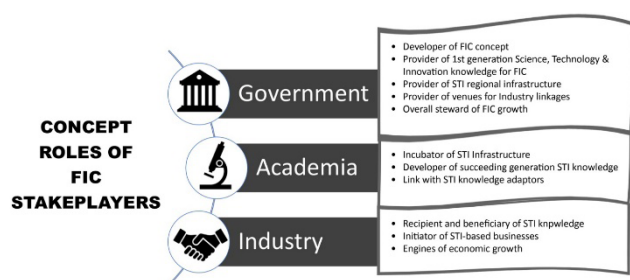 CONCEPT
ROLES OF
FIC
STAKEPLAYERS
Government
• Developer of FIC concept
• Provider of 1st generation Science, Technology &
Innovation knowledge for FIC
• Provider of STI regional infrastructure
• Provider of venues for Industry linkages
• Overall steward of FIC growth
Academia
• Incubator of STI Infrastructure
• Developer of succeeding generation STI knowledge
• Link with STI knowledge adaptors
Industry
• Recipient and beneficiary of STI knpwledge
• Initiator of STI-based businesses
• Engines of economic growth